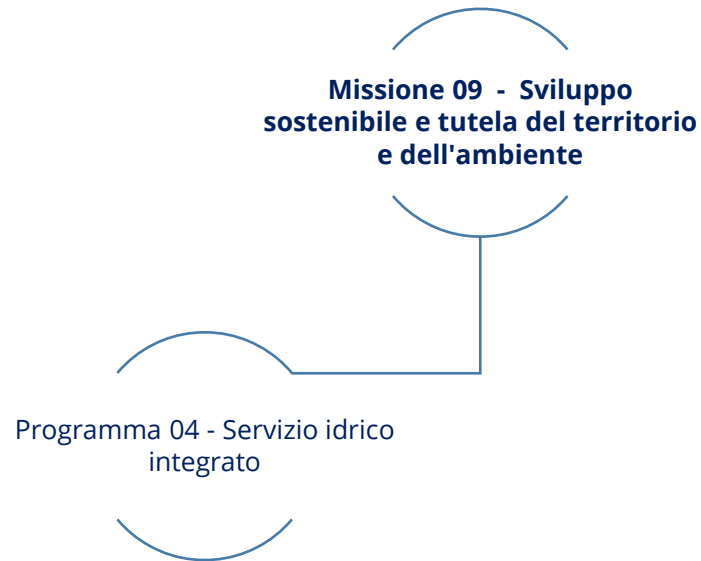 Missione 09 - Sviluppo
sostenibile e tutela del territorio
e dell'ambiente
Programma 04 - Servizio idrico
integrato